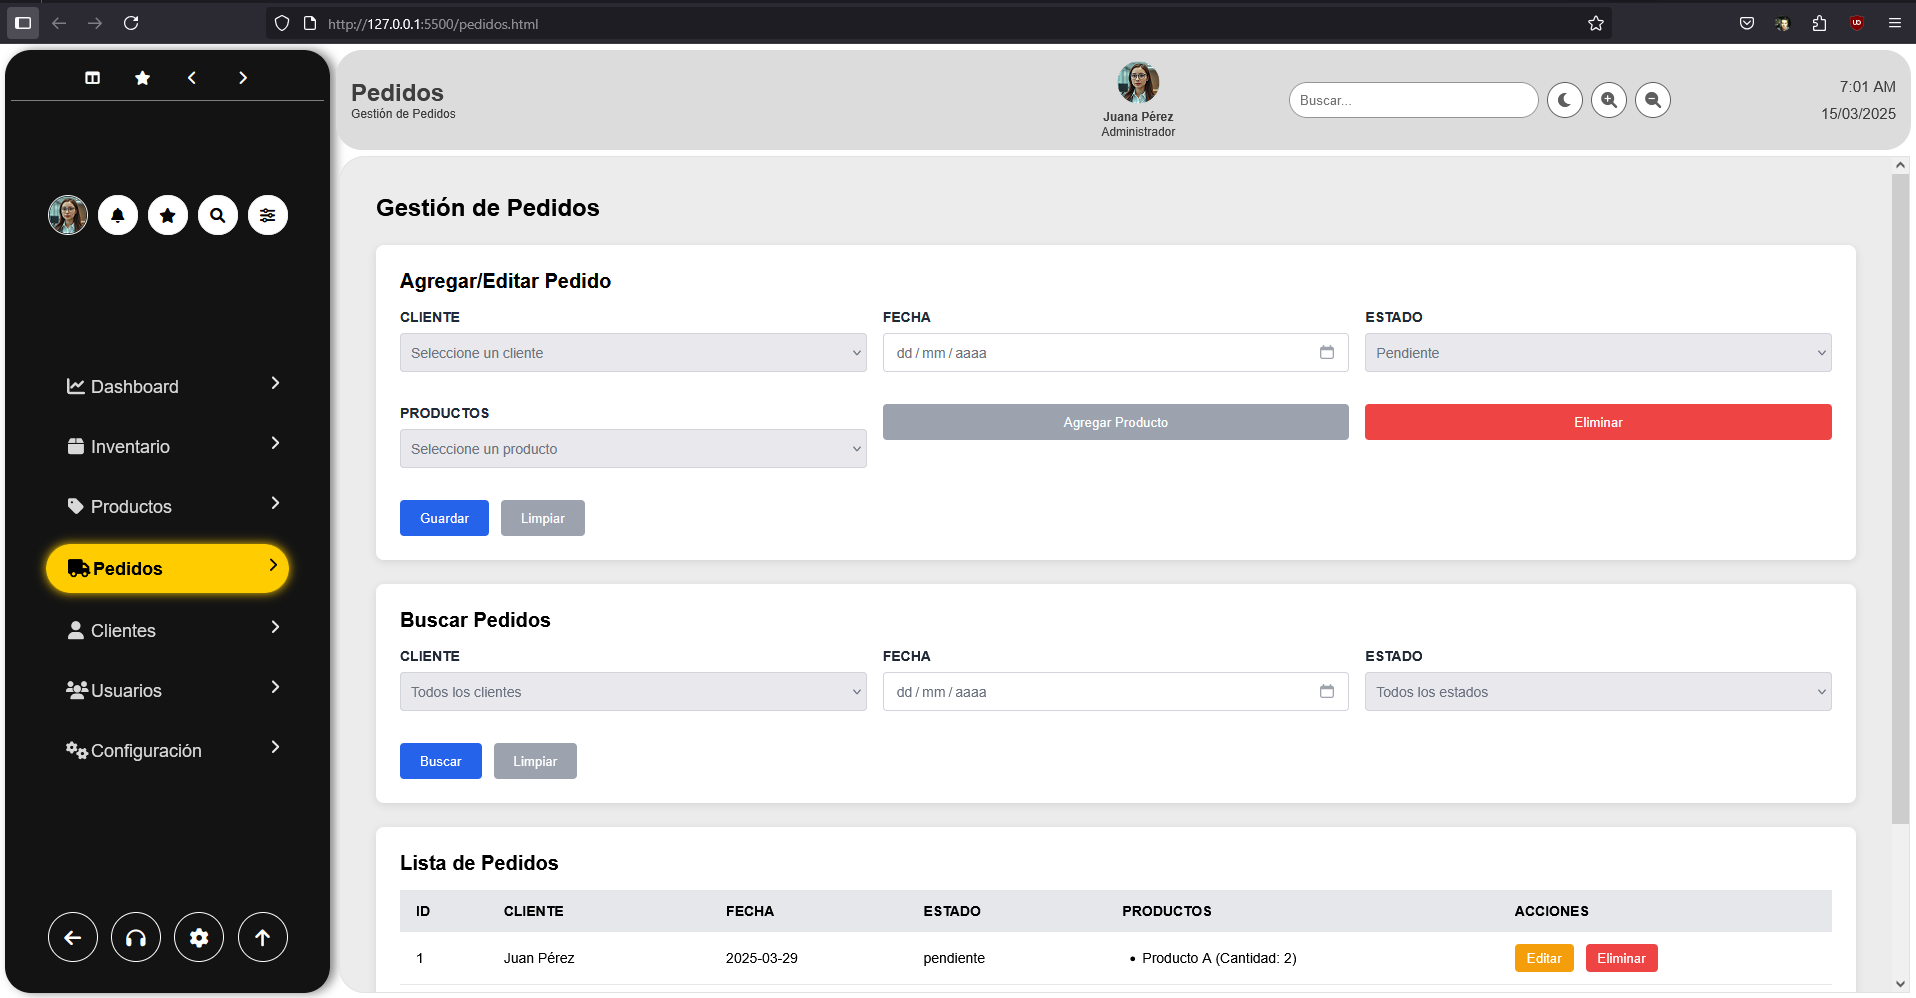 http://127.0.0.1:5500/pedidos.html
Pedidos
Gestión de Pedidos
Juana Pérez
Administrador
Buscar...
7:01 AM
15/03/2025
Dashboard
Inventario
Productos
Pedidos
Clientes
Usuarios
Configuración
Gestión de Pedidos
Agregar/Editar Pedido
CLIENTE FECHA ESTADO
Seleccione un cliente dd / mm / aaaa Pendiente
PRODUCTOS Agregar Producto Eliminar
Seleccione un producto
Guardar Limpiar
Buscar Pedidos
CLIENTE FECHA ESTADO
Todos los clientes dd / mm / aaaa Todos los estados
Buscar Limpiar
Lista de Pedidos
ID CLIENTE FECHA ESTADO PRODUCTOS ACCIONES
1 Juan Pérez 2025-03-29 pendiente • Producto A (Cantidad: 2) Editar Eliminar